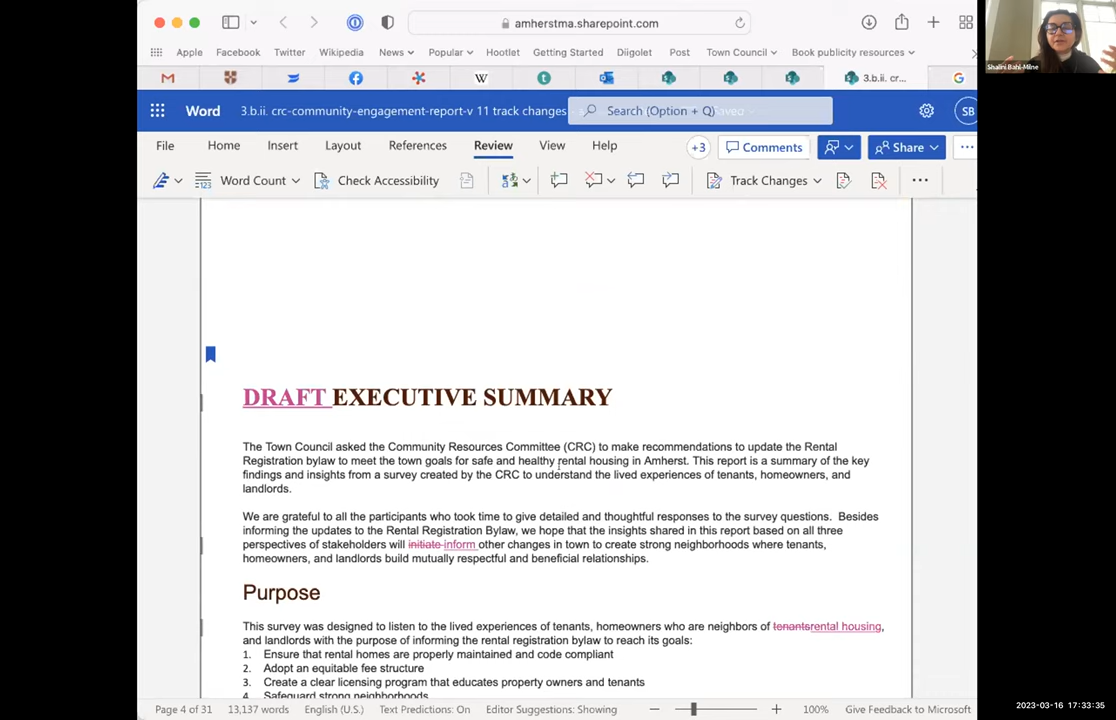 amherstma.sharepoint.com
Apple Facebook Twitter Wikipedia News Popular Hootlet Getting Started Diigolet Post Town Council Book publicity resources
W t 3.b.ii. crc... G
Word 3.b.ii. crc-community-engagement-report-v 11 track changes Search (Option + Q) SB
File Home Insert Layout References Review View Help +3 Comments Share ...
123 Word Count Check Accessibility Track Changes ...
DRAFT EXECUTIVE SUMMARY
The Town Council asked the Community Resources Committee (CRC) to make recommendations to update the Rental
Registration bylaw to meet the town goals for safe and healthy rental housing in Amherst. This report is a summary of the key
findings and insights from a survey created by the CRC to understand the lived experiences of tenants, homeowners, and
landlords.
We are grateful to all the participants who took time to give detailed and thoughtful responses to the survey questions. Besides
informing the updates to the Rental Registration Bylaw, we hope that the insights shared in this report based on all three
perspectives of stakeholders will initiate inform other changes in town to create strong neighborhoods where tenants,
homeowners, and landlords build mutually respectful and beneficial relationships.
Purpose
This survey was designed to listen to the lived experiences of tenants, homeowners who are neighbors of tenantsrental housing,
and landlords with the purpose of informing the rental registration bylaw to reach its goals:
1. Ensure that rental homes are properly maintained and code compliant
2. Adopt an equitable fee structure
3. Create a clear licensing program that educates property owners and tenants
4. Safeguard strong neighborhoods
Page 4 of 31 13,137 words English (U.S.) Text Predictions: On Editor Suggestions: Showing 100% Give Feedback to Microsoft
Shalini Bahl-Milne
2023-03-16 17:33:35